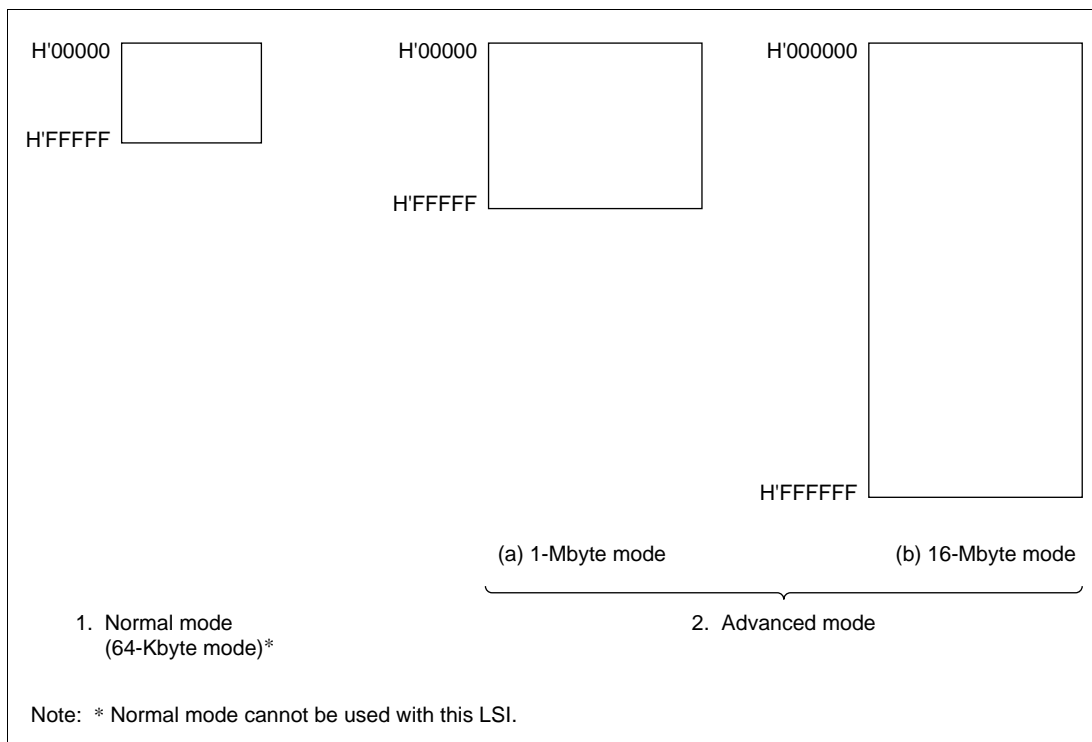 H'00000
H'FFFFF
H'00000
H'FFFFF
H'000000
H'FFFFFF
(a) 1-Mbyte mode
(b) 16-Mbyte mode
1. Normal mode
(64-Kbyte mode)*
2. Advanced mode
Note: * Normal mode cannot be used with this LSI.